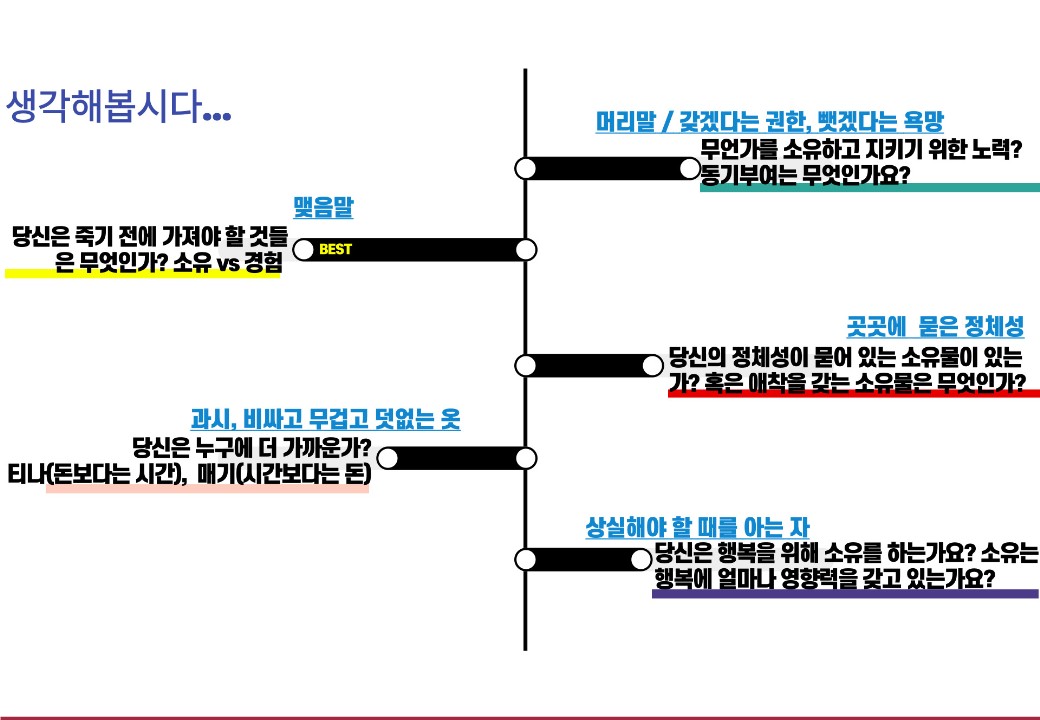 생각해봅시다...
머리말 / 갖겠다는 권한, 뺏겠다는 욕망
무언가를 소유하고 지키기 위한 노력?
동기부여는 무엇인가요?
맺음말
당신은 죽기 전에 가져야 할 것들
은 무엇인가? 소유 vs 경험
BEST
곳곳에 묻은 정체성
당신의 정체성이 묻어 있는 소유물이 있는
가? 혹은 애착을 갖는 소유물은 무엇인가?
과시, 비싸고 무겁고 덧없는 옷
당신은 누구에 더 가까운가?
티나(돈보다는 시간), 매기(시간보다는 돈)
상실해야 할 때를 아는 자
당신은 행복을 위해 소유를 하는가요? 소유는
행복에 얼마나 영향력을 갖고 있는가요?